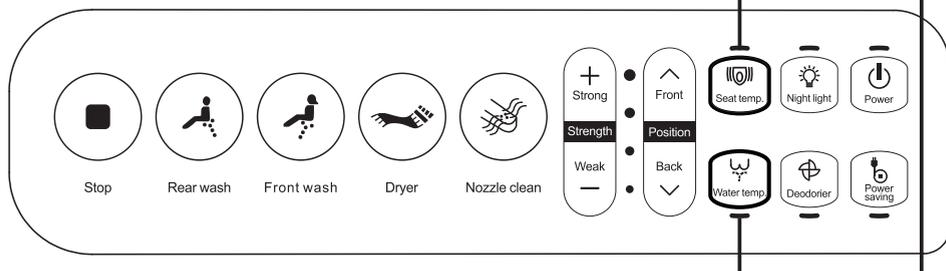 Stop
Rear wash
Front wash
Dryer
Nozzle clean
Strong
Strength
Weak
Front
Position
Back
Seat temp.
Night light
Power
Water temp.
Deodorier
Power
saving